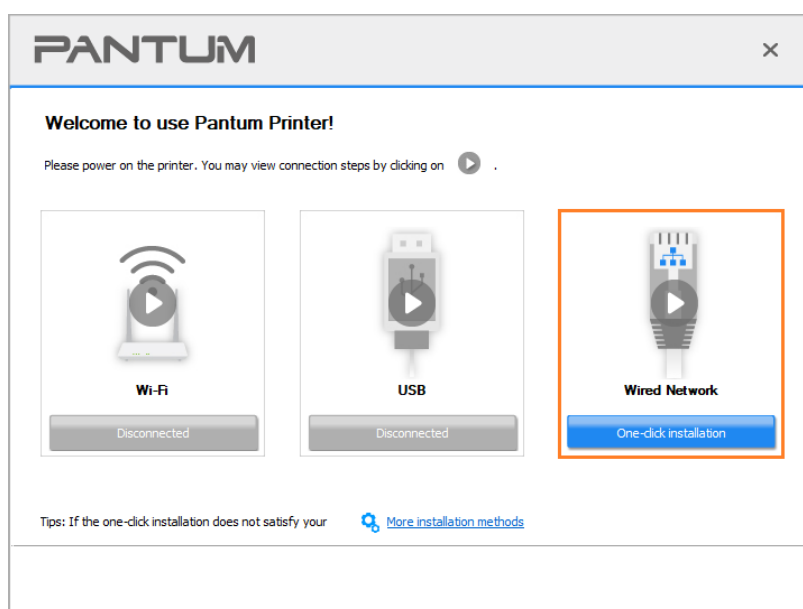 PANTUM
Welcome to use Pantum Printer!
Please power on the printer. You may view connection steps by clicking on .
Wi-Fi
USB
Wired Network
Disconnected
Disconnected
One-click installation
Tips: If the one-click installation does not satisfy your
More installation methods